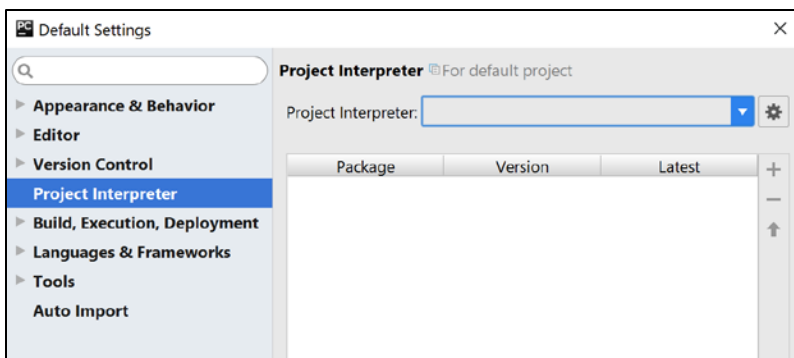 PC Default Settings
Project Interpreter For default project
Appearance & Behavior
Project Interpreter:
Editor
Version Control
Package Version Latest
Project Interpreter
Build, Execution, Deployment
Languages & Frameworks
Tools
Auto Import